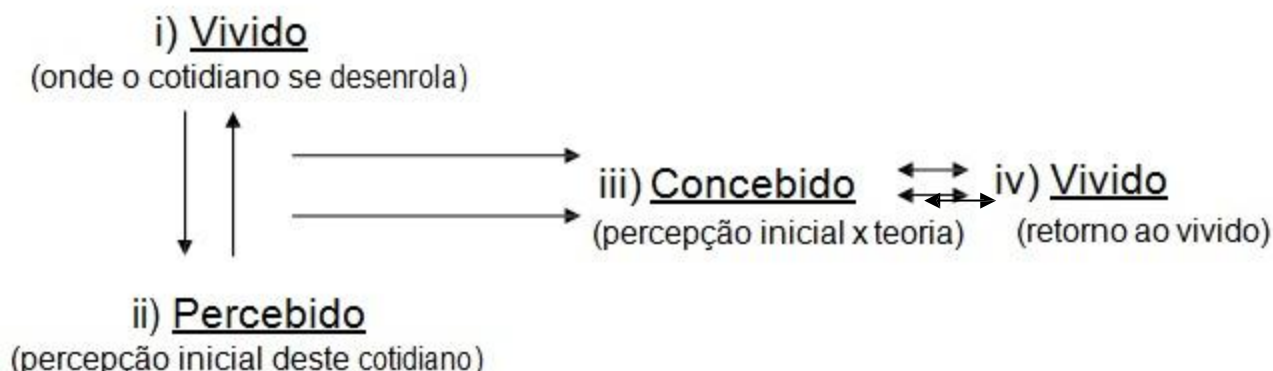 i) Vivido
(onde o cotidiano se desenrola)
iii) Concebido
(percepção inicial x teoria)
iv) Vivido
(retorno ao vivido)
ii) Percebido
(percepção inicial deste cotidiano)